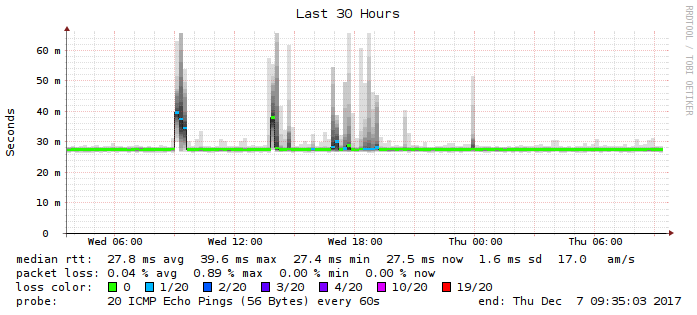 Last 30 Hours
RRDTOOL / TOBI OETIKER
Seconds
60 m
50 m
40 m
30 m
20 m
10 m
0
Wed 06:00 Wed 12:00 Wed 18:00 Thu 00:00 Thu 06:00
median rtt: 27.8 ms avg 39.6 ms max 27.4 ms min 27.5 ms now 1.6 ms sd 17.0 am/s
packet loss: 0.04 % avg 0.89 % max 0.00 % min 0.00 % now
loss color: 0 1/20 2/20 3/20 4/20 10/20 19/20
probe: 20 ICMP Echo Pings (56 Bytes) every 60s end: Thu Dec 7 09:35:03 2017